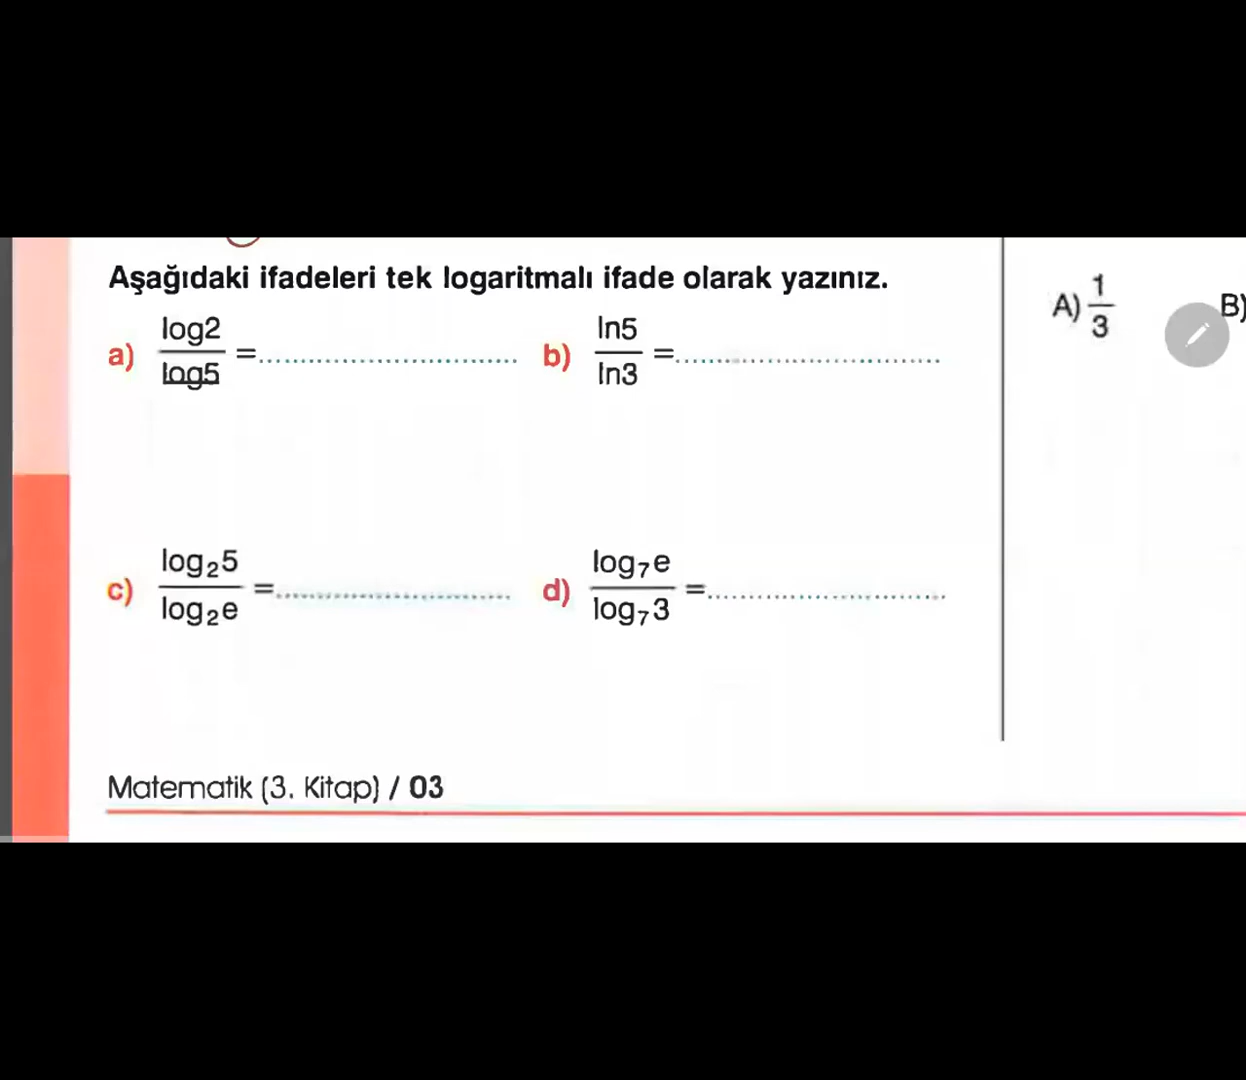 Aşağıdaki ifadeleri tek logaritmalı ifade olarak yazınız.
a) log2/log5 =.............................. b) ln5/ln3 =..............................
c) log₂5/log₂e =.............................. d) log₇e/log₇3 =..............................
Matematik (3. Kitap) / 03
A) 1/3 B)